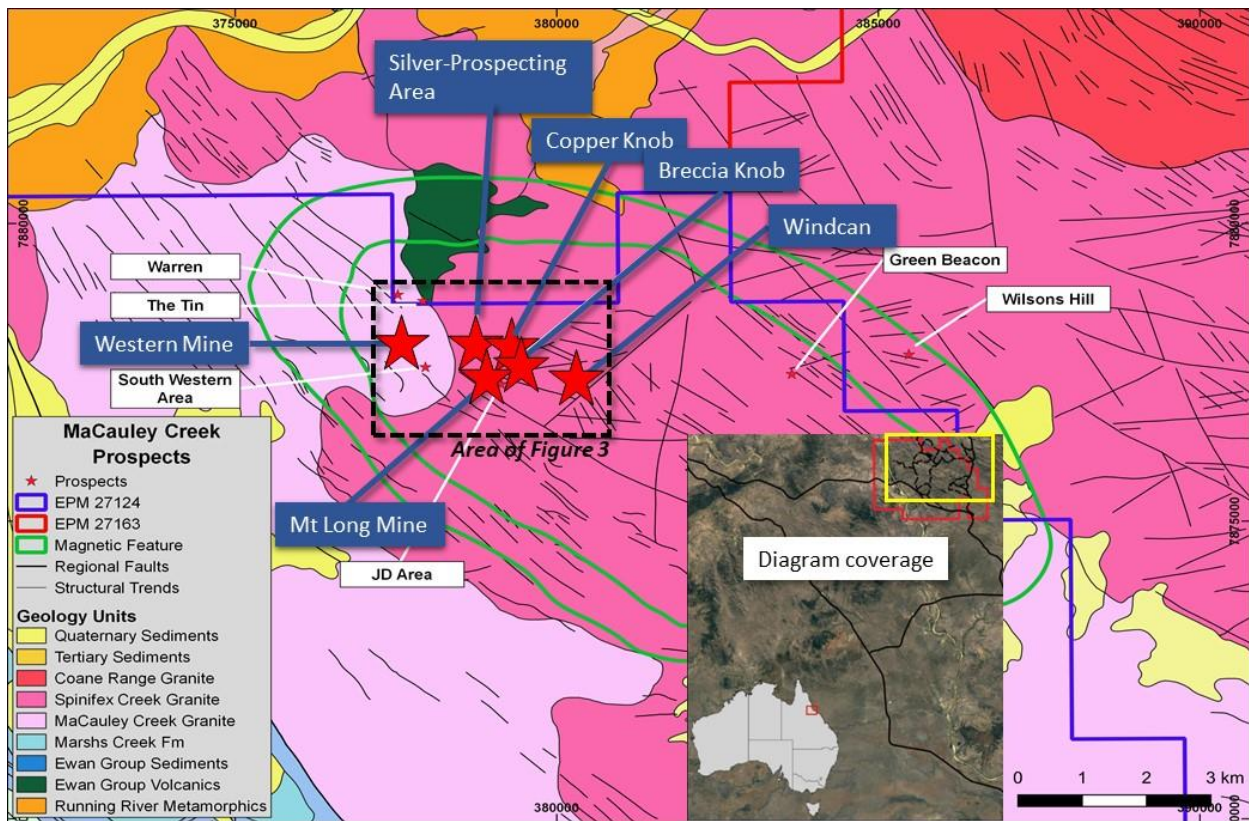 375000
380000
385000
390000
Silver-Prospecting
Area
Copper Knob
Breccia Knob
Windcan
7880000
7880000
Warren
The Tin
Western Mine
South Western
Area
Green Beacon
Wilsons Hill
Area of Figure 3
Mt Long Mine
JD Area
7875000
MaCauley Creek
Prospects
Prospects
EPM 27124
EPM 27163
Magnetic Feature
Regional Faults
Structural Trends
Geology Units
Quaternary Sediments
Tertiary Sediments
Coane Range Granite
Spinifex Creek Granite
MaCauley Creek Granite
Marshs Creek Fm
Ewan Group Sediments
Ewan Group Volcanics
Running River Metamorphics
Diagram coverage
0 1 2 3 km
380000
390000